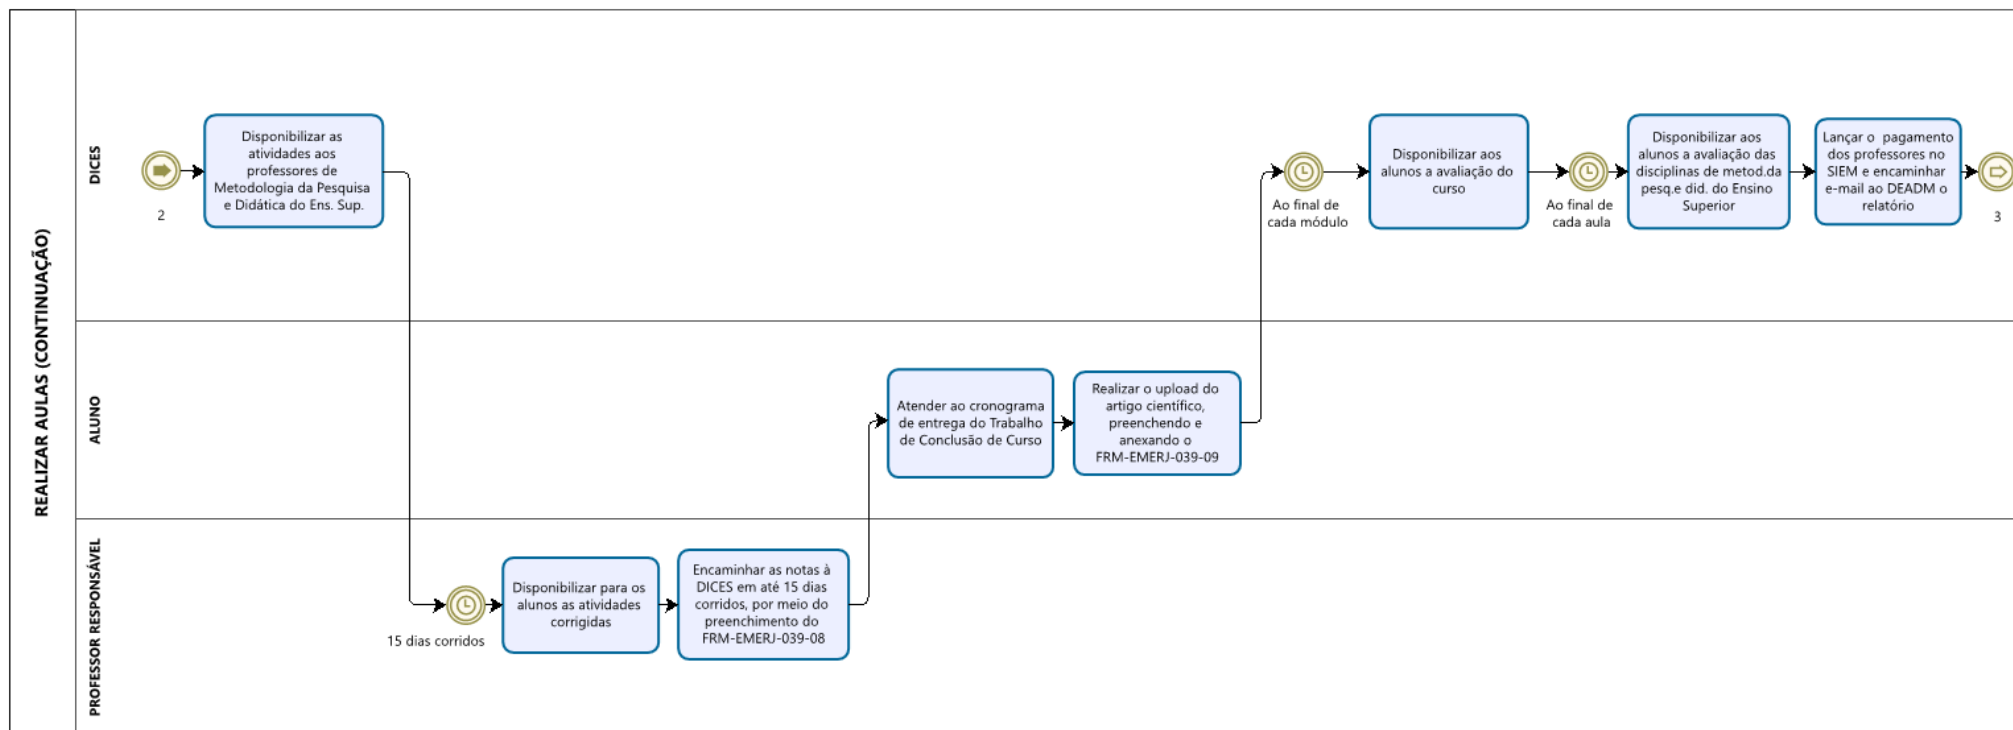 REALIZAR AULAS (CONTINUAÇÃO)
DICES
2
Disponibilizar as
atividades aos
professores de
Metodologia da Pesquisa
e Didática do Ens. Sup.
Ao final de
cada módulo
Disponibilizar aos
alunos a avaliação do
curso
Ao final de
cada aula
Disponibilizar aos
alunos a avaliação das
disciplinas de metod.da
pesq.e did. do Ensino
Superior
Lançar o  pagamento
dos professores no
SIEM e encaminhar
e-mail ao DEADM o
relatório
3
ALUNO
Atender ao cronograma
de entrega do Trabalho
de Conclusão de Curso
Realizar o upload do
artigo científico,
preenchendo e
anexando o
FRM-EMERJ-039-09
PROFESSOR RESPONSÁVEL
15 dias corridos
Disponibilizar para os
alunos as atividades
corrigidas
Encaminhar as notas à
DICES em até 15 dias
corridos, por meio do
preenchimento do
FRM-EMERJ-039-08